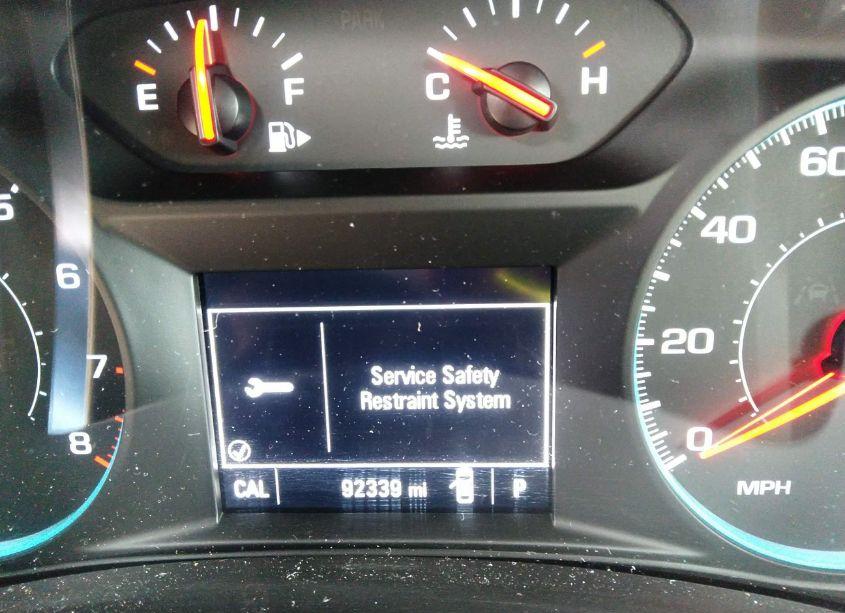 PARK
E
F
C
H
5
6
7
8
60
40
20
0
MPH
Service Safety
Restraint System
CAL
92339 mi
P